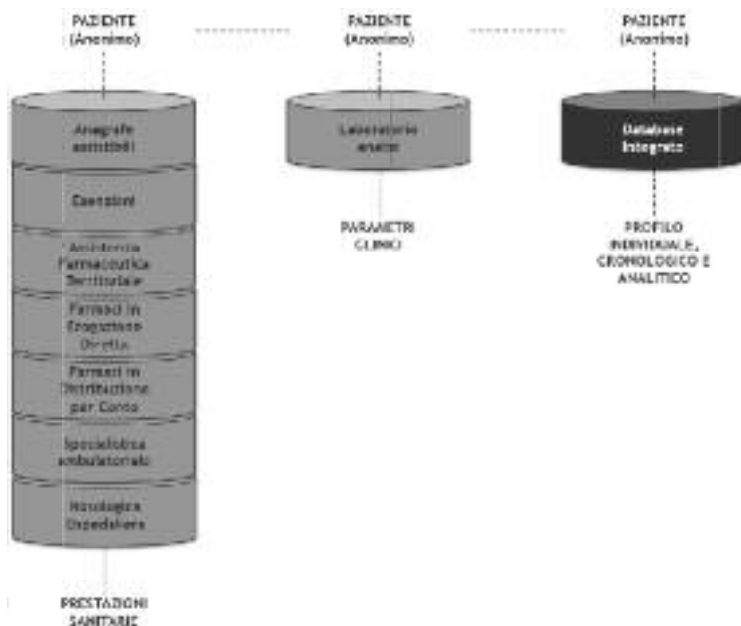 PAZIENTE
(Anonimo)
Anagrafe
assistibili
Esenzioni
Assistenza
Farmaceutica
Territoriale
Farmaci in
Erogazione
Diretta
Farmaci in
Distribuzione
per Conto
Specialistica
ambulatoriale
Nosologica
Ospedaliera
PRESTAZIONI
SANITARIE
PAZIENTE
(Anonimo)
Laboratorio
analisi
PARAMETRI
CLINICI
PAZIENTE
(Anonimo)
Database
Integrato
PROFILO
INDIVIDUALE,
CRONOLOGICO E
ANALITICO